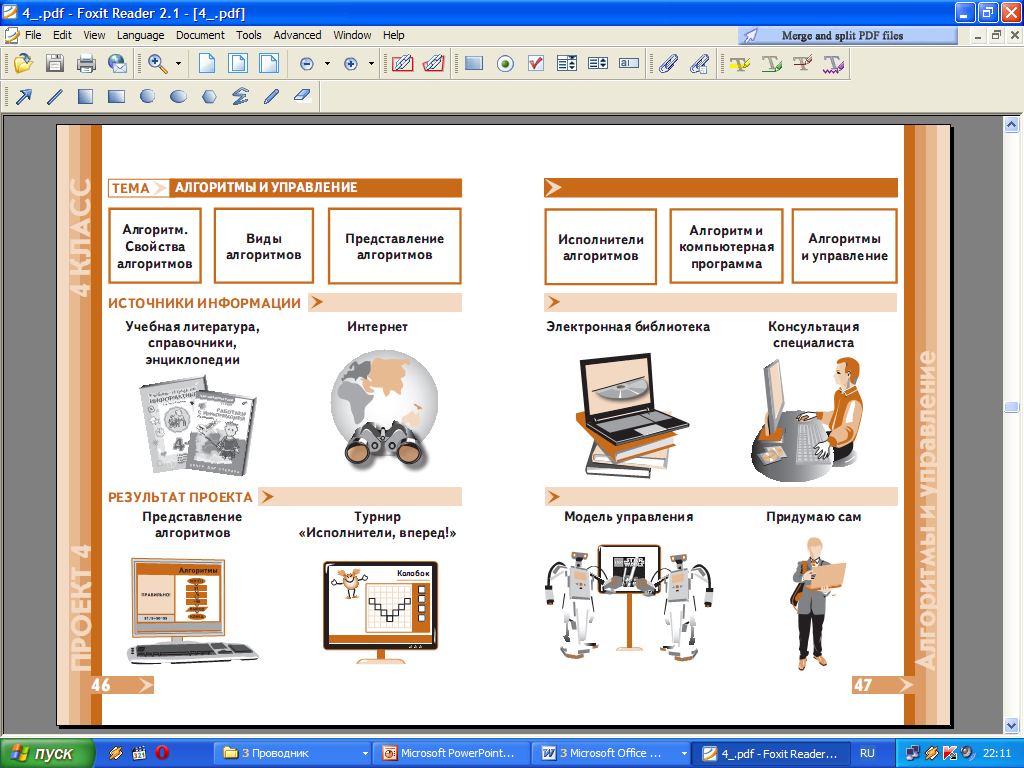 4_.pdf - Foxit Reader 2.1 - [4_.pdf]
File Edit View Language Document Tools Advanced Window Help
Merge and split PDF files
4 КЛАСС
ПРОЕКТ 4
ТЕМА
АЛГОРИТМЫ И УПРАВЛЕНИЕ
Алгоритм.
Свойства
алгоритмов
Виды
алгоритмов
Представление
алгоритмов
ИСТОЧНИКИ ИНФОРМАЦИИ
Учебная литература,
справочники,
энциклопедии
Интернет
РЕЗУЛЬТАТ ПРОЕКТА
Представление
алгоритмов
Алгоритмы
ПРАВИЛЬНО!
Турнир
«Исполнители, вперед!»
Колобок
46
Исполнители
алгоритмов
Алгоритм и
компьютерная
программа
Алгоритмы
и управление
Электронная библиотека
Консультация
специалиста
Модель управления
Придумаю сам
47
Алгоритмы и управление
пуск
3 Проводник
Microsoft PowerPoint...
3 Microsoft Office ...
4_.pdf - Foxit Reader...
RU
22:11